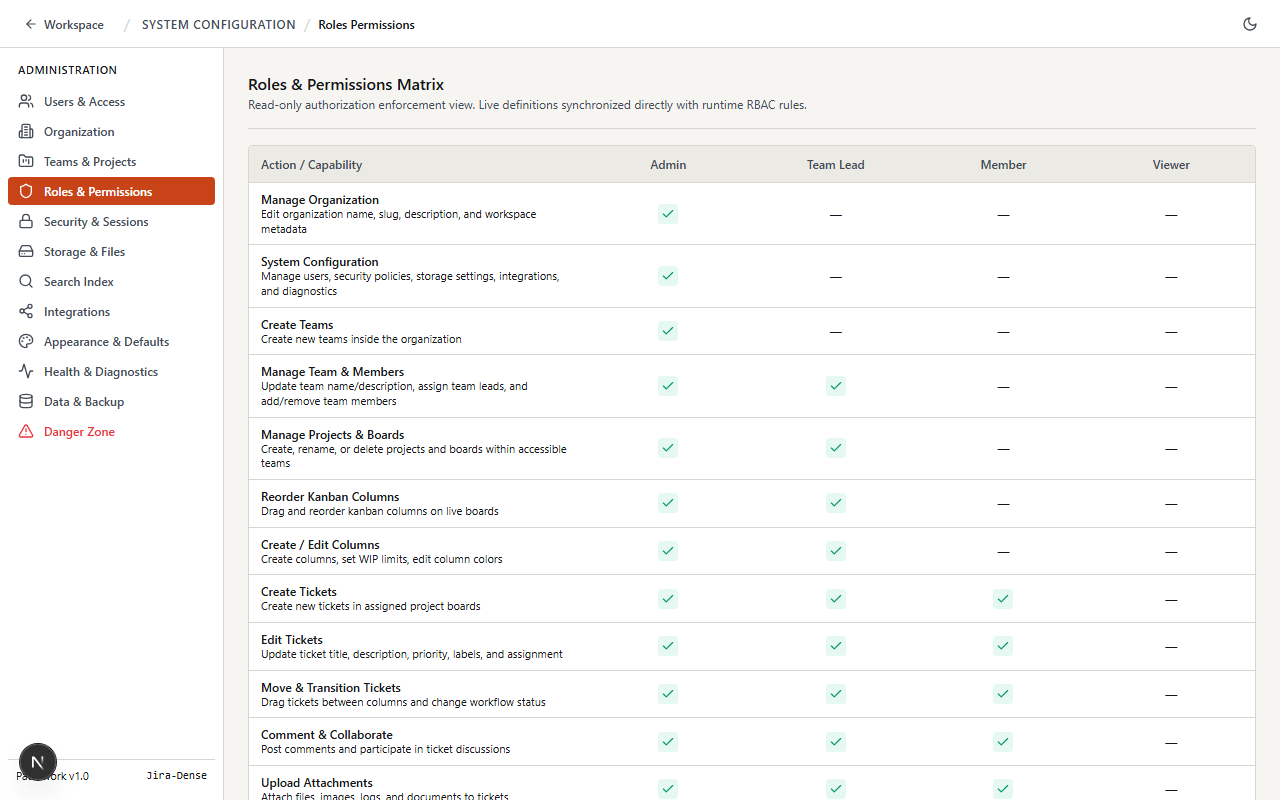 Workspace / SYSTEM CONFIGURATION / Roles Permissions
ADMINISTRATION
Users & Access
Organization
Teams & Projects
Roles & Permissions
Security & Sessions
Storage & Files
Search Index
Integrations
Appearance & Defaults
Health & Diagnostics
Data & Backup
Danger Zone
N
v1.0
Jira-Dense
Roles & Permissions Matrix
Read-only authorization enforcement view. Live definitions synchronized directly with runtime RBAC rules.
Action / Capability Admin Team Lead Member Viewer
Manage Organization
Edit organization name, slug, description, and workspace
metadata
— — —
System Configuration
Manage users, security policies, storage settings, integrations,
and diagnostics
— — —
Create Teams
Create new teams inside the organization
— — —
Manage Team & Members
Update team name/description, assign team leads, and
add/remove team members
— —
Manage Projects & Boards
Create, rename, or delete projects and boards within accessible
teams
— —
Reorder Kanban Columns
Drag and reorder kanban columns on live boards
— —
Create / Edit Columns
Create columns, set WIP limits, edit column colors
— —
Create Tickets
Create new tickets in assigned project boards
—
Edit Tickets
Update ticket title, description, priority, labels, and assignment
—
Move & Transition Tickets
Drag tickets between columns and change workflow status
—
Comment & Collaborate
Post comments and participate in ticket discussions
—
Upload Attachments
Attach files, images, logs, and documents to tickets
—